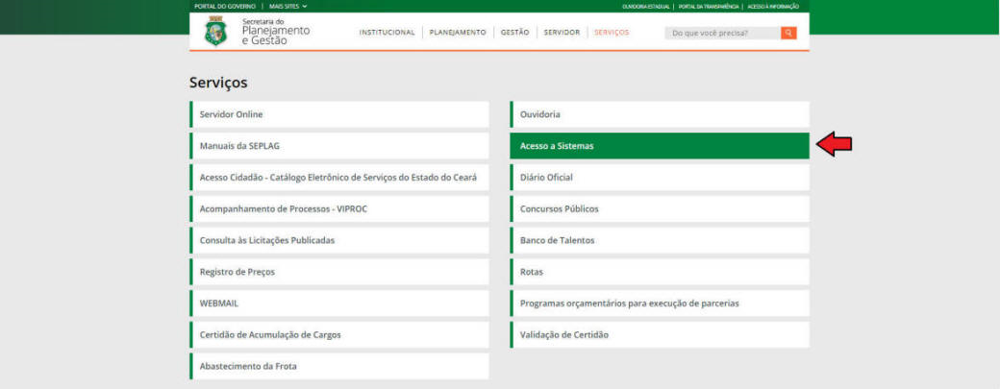 PORTAL DO GOVERNO | MAIS SITES
OUVIDORIA ESTADUAL | PORTAL DA TRANSPARÊNCIA | ACESSO À INFORMAÇÃO
Secretaria do
Planejamento
e Gestão
INSTITUCIONAL | PLANEJAMENTO | GESTÃO | SERVIDOR | SERVIÇOS
Do que você precisa?
Serviços
Servidor Online
Ouvidoria
Manuais da SEPLAG
Acesso a Sistemas
Acesso Cidadão - Catálogo Eletrônico de Serviços do Estado do Ceará
Diário Oficial
Acompanhamento de Processos - VIPROC
Concursos Públicos
Consulta às Licitações Publicadas
Banco de Talentos
Registro de Preços
Rotas
WEBMAIL
Programas orçamentários para execução de parcerias
Certidão de Acumulação de Cargos
Validação de Certidão
Abastecimento da Frota